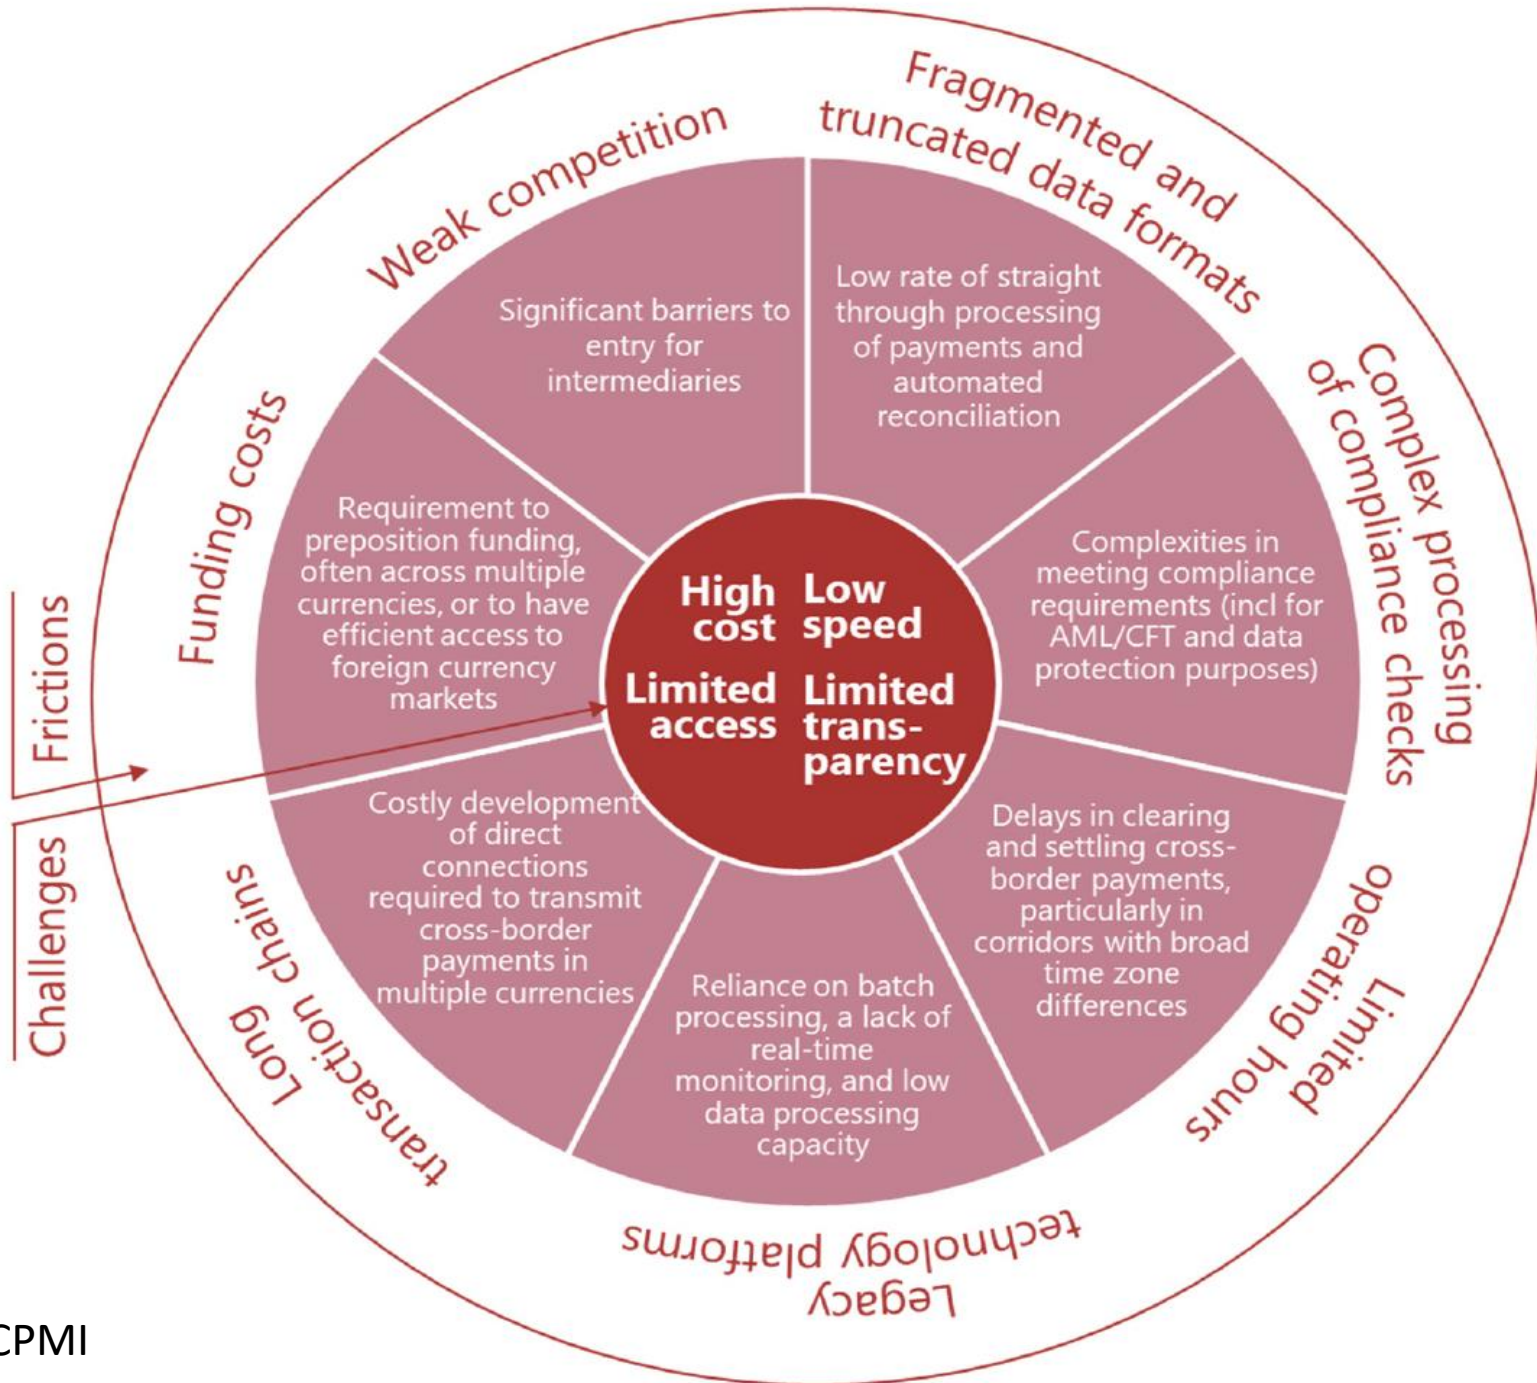 Fragmented and
truncated data formats
Complex processing
of compliance checks
Limited
operating hours
Legacy
technology platforms
Long
transaction chains
Funding costs
Weak competition
Low rate of straight
through processing
of payments and
automated
reconciliation
Complexities in
meeting compliance
requirements (incl for
AML/CFT and data
protection purposes)
Delays in clearing
and settling cross-
border payments,
particularly in
corridors with broad
time zone
differences
Reliance on batch
processing, a lack of
real-time
monitoring, and low
data processing
capacity
Costly development
of direct
connections
required to transmit
cross-border
payments in
multiple currencies
Requirement to
preposition funding,
often across multiple
currencies, or to have
efficient access to
foreign currency
markets
Significant barriers to
entry for
intermediaries
High
cost
Low
speed
Limited
access
Limited
trans-
parency
Frictions
Challenges
CPMI